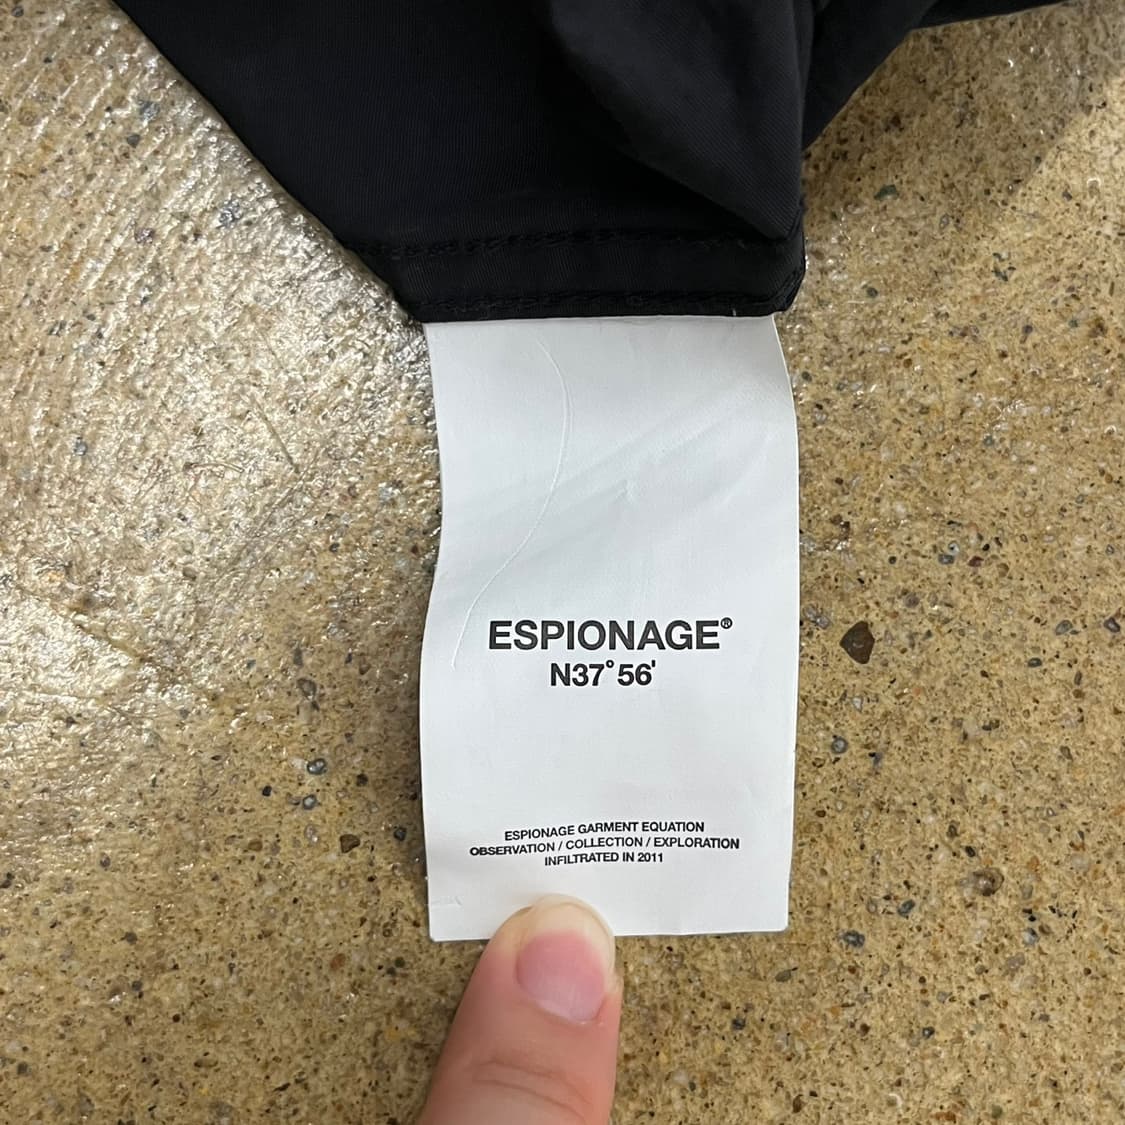 ESPIONAGE®
N37° 56'
ESPIONAGE GARMENT EQUATION
OBSERVATION / COLLECTION / EXPLORATION
INFILTRATED IN 2011